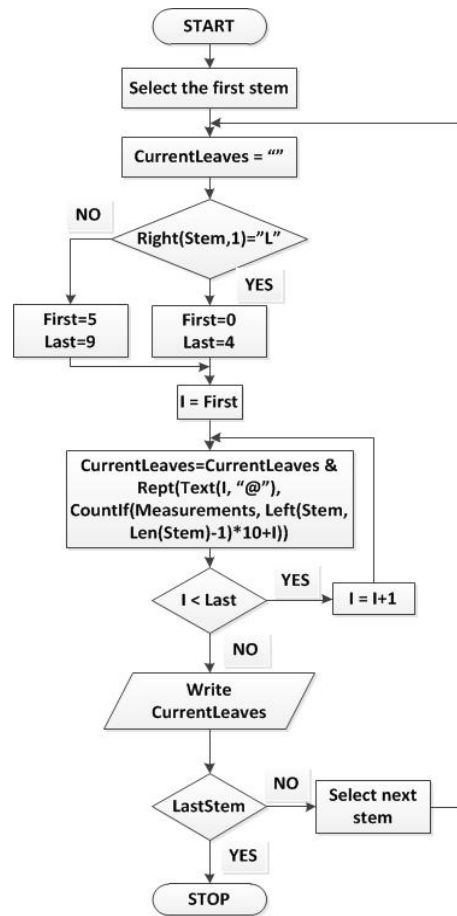 START
Select the first stem
CurrentLeaves = “”
NO
Right(Stem,1)=”L”
YES
First=5
Last=9
First=0
Last=4
I = First
CurrentLeaves=CurrentLeaves &
Rept(Text(I, “@”),
CountIf(Measurements, Left(Stem,
Len(Stem)-1)*10+I))
I < Last
YES
I = I+1
NO
Write
CurrentLeaves
LastStem
NO
Select next
stem
YES
STOP